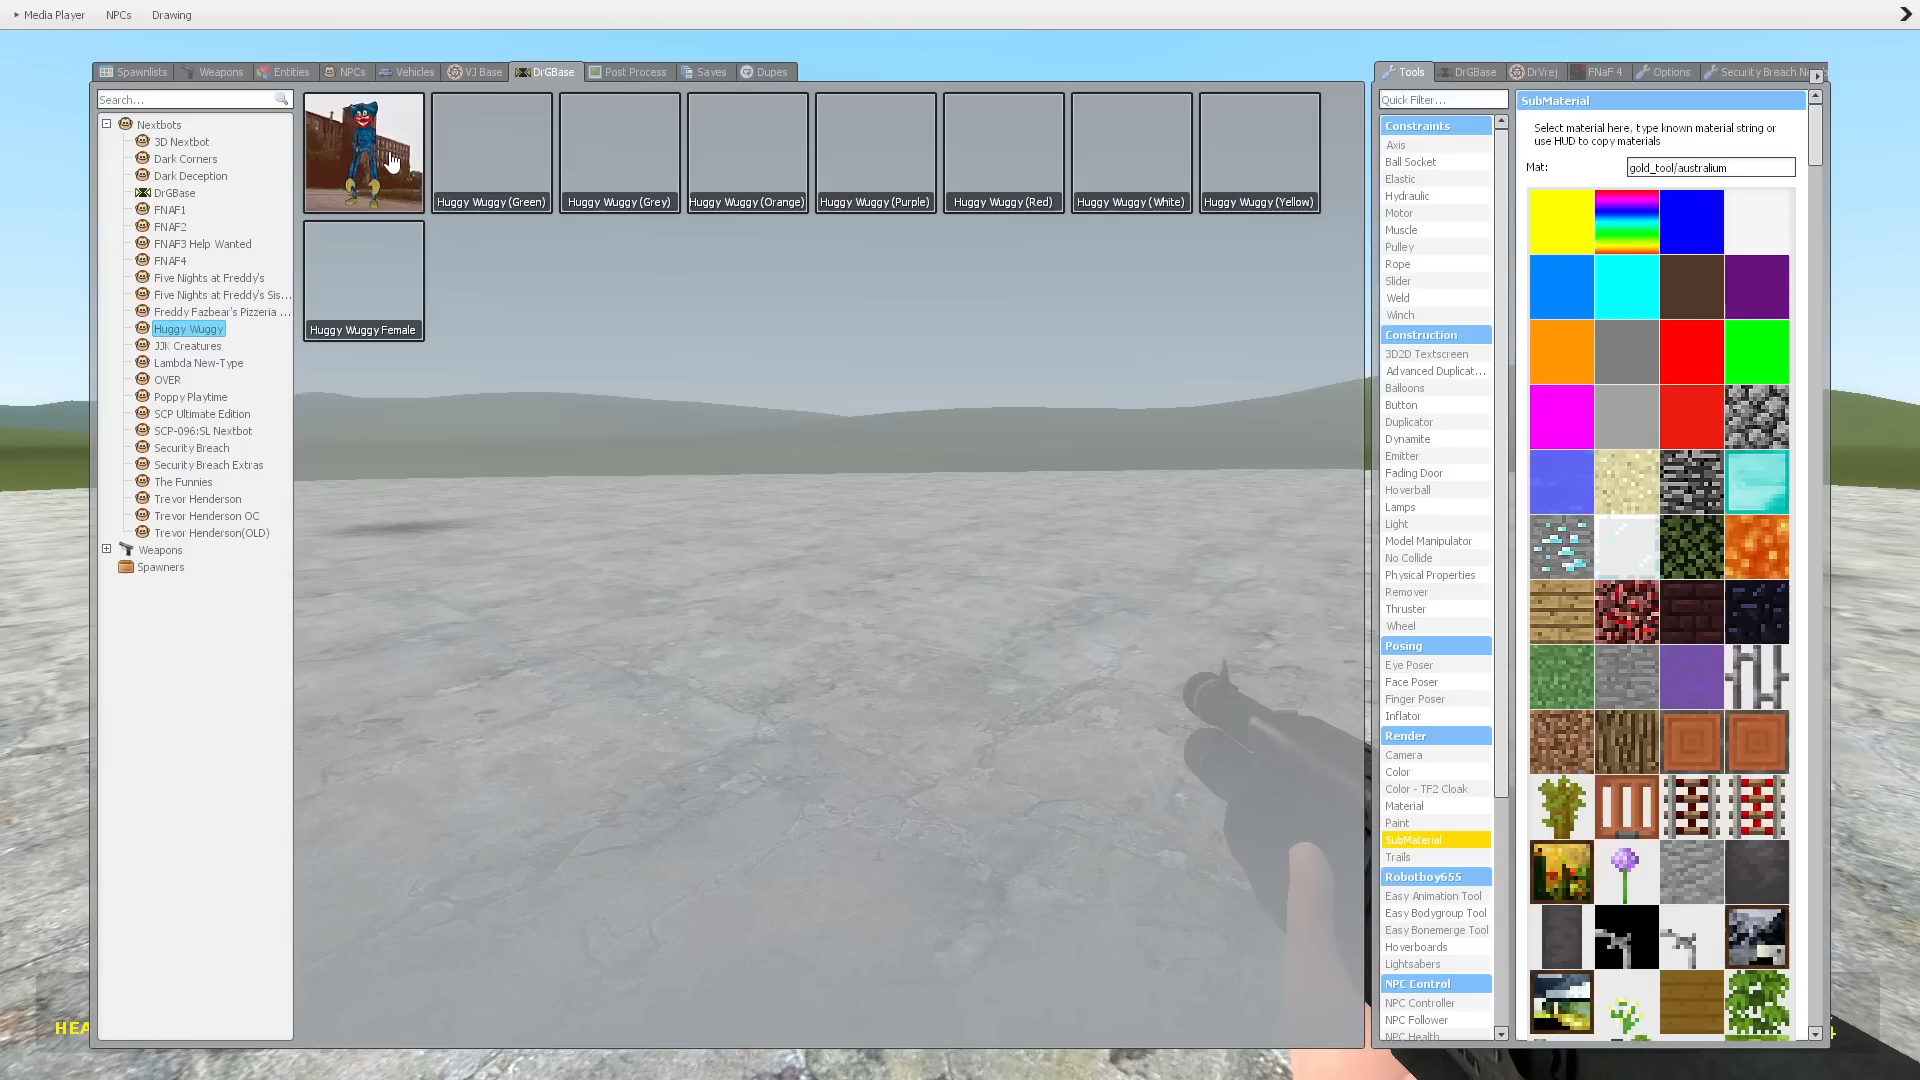 Media Player
NPCs
Drawing
Spawnlists
Weapons
Entities
NPCs
Vehicles
VJ Base
DrGBase
Post Process
Saves
Dupes
Search...
Nextbots
3D Nextbot
Dark Corners
Dark Deception
DrGBase
FNAF1
FNAF2
FNAF3 Help Wanted
FNAF4
Five Nights at Freddy's
Five Nights at Freddy's Sis...
Freddy Fazbear's Pizzeria ...
Huggy Wuggy
JJK Creatures
Lambda New-Type
OVER
Poppy Playtime
SCP Ultimate Edition
SCP-096:SL Nextbot
Security Breach
Security Breach Extras
The Funnies
Trevor Henderson
Trevor Henderson OC
Trevor Henderson(OLD)
Weapons
Spawners
Huggy Wuggy (Green)
Huggy Wuggy (Grey)
Huggy Wuggy (Orange)
Huggy Wuggy (Purple)
Huggy Wuggy (Red)
Huggy Wuggy (White)
Huggy Wuggy (Yellow)
Huggy Wuggy Female
HEA
Tools
DrGBase
DrVrej
FNaF 4
Options
Security Breach
Quick Filter...
Constraints
Axis
Ball Socket
Elastic
Hydraulic
Motor
Muscle
Pulley
Rope
Slider
Weld
Winch
Construction
3D2D Textscreen
Advanced Duplicat...
Balloons
Button
Duplicator
Dynamite
Emitter
Fading Door
Hoverball
Lamps
Light
Model Manipulator
No Collide
Physical Properties
Remover
Thruster
Wheel
Posing
Eye Poser
Face Poser
Finger Poser
Inflator
Render
Camera
Color
Color - TF2 Cloak
Material
Paint
SubMaterial
Trails
Robotboy655
Easy Animation Tool
Easy Bodygroup Tool
Easy Bonemerge Tool
Hoverboards
Lightsabers
NPC Control
NPC Controller
NPC Follower
NPC Health
SubMaterial
Select material here, type known material string or
use HUD to copy materials
Mat:
gold_tool/australium